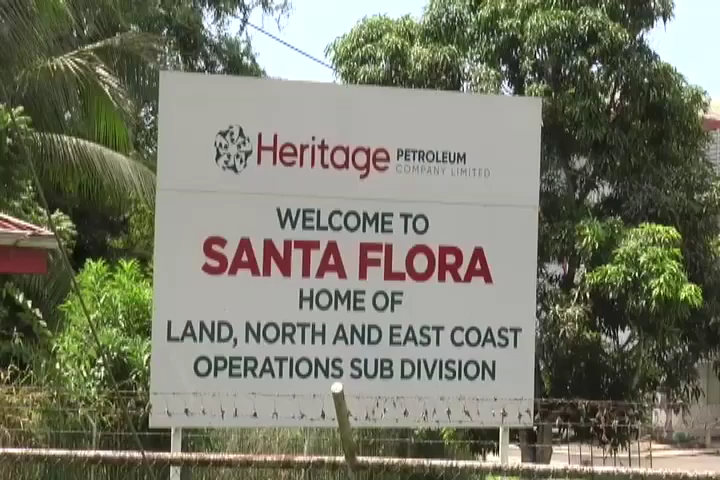 Heritage PETROLEUM
COMPANY LIMITED
WELCOME TO
SANTA FLORA
HOME OF
LAND, NORTH AND EAST COAST
OPERATIONS SUB DIVISION